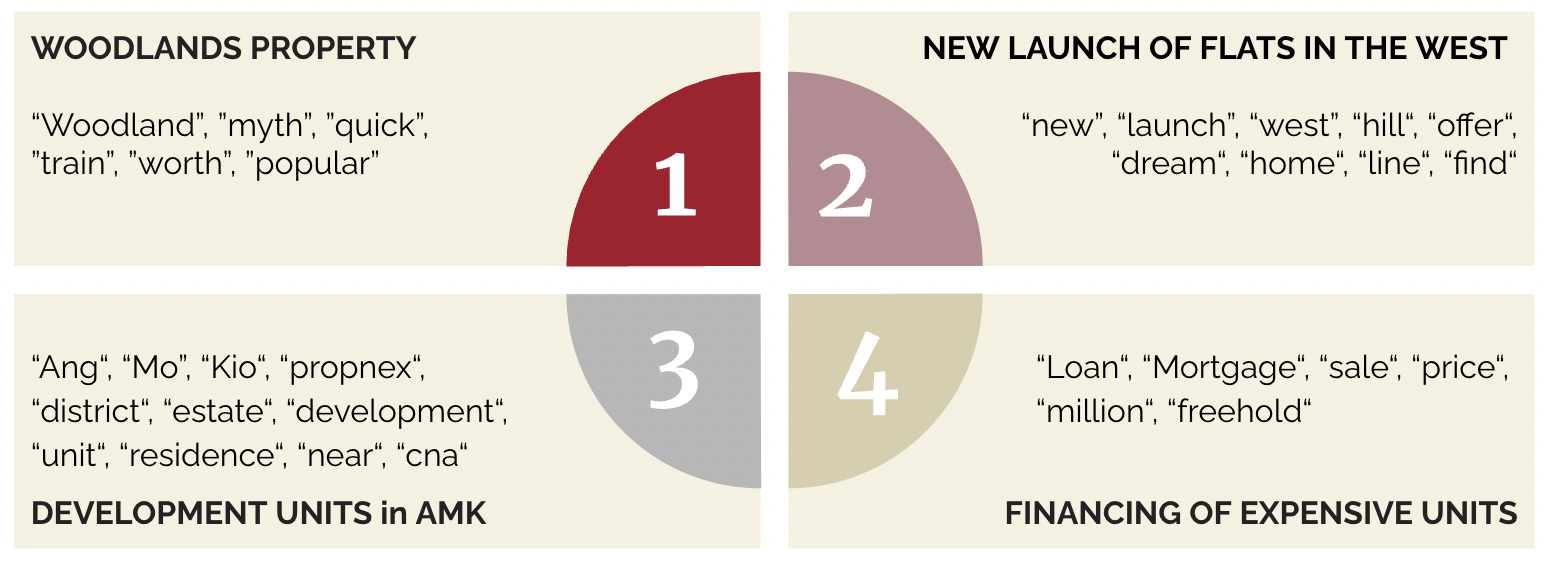 WOODLANDS PROPERTY
“Woodland”, ”myth”, ”quick”,
”train”, ”worth”, ”popular”
1
NEW LAUNCH OF FLATS IN THE WEST
“new”, “launch”, “west”, “hill“, “offer“,
“dream“, “home“, “line“, “find“
2
“Ang“, “Mo”, “Kio“, “propnex“,
“district“, “estate“, “development“,
“unit“, “residence“, “near“, “cna“
DEVELOPMENT UNITS in AMK
3
“Loan“, “Mortgage“, “sale“, “price“,
“million“, “freehold“
FINANCING OF EXPENSIVE UNITS
4